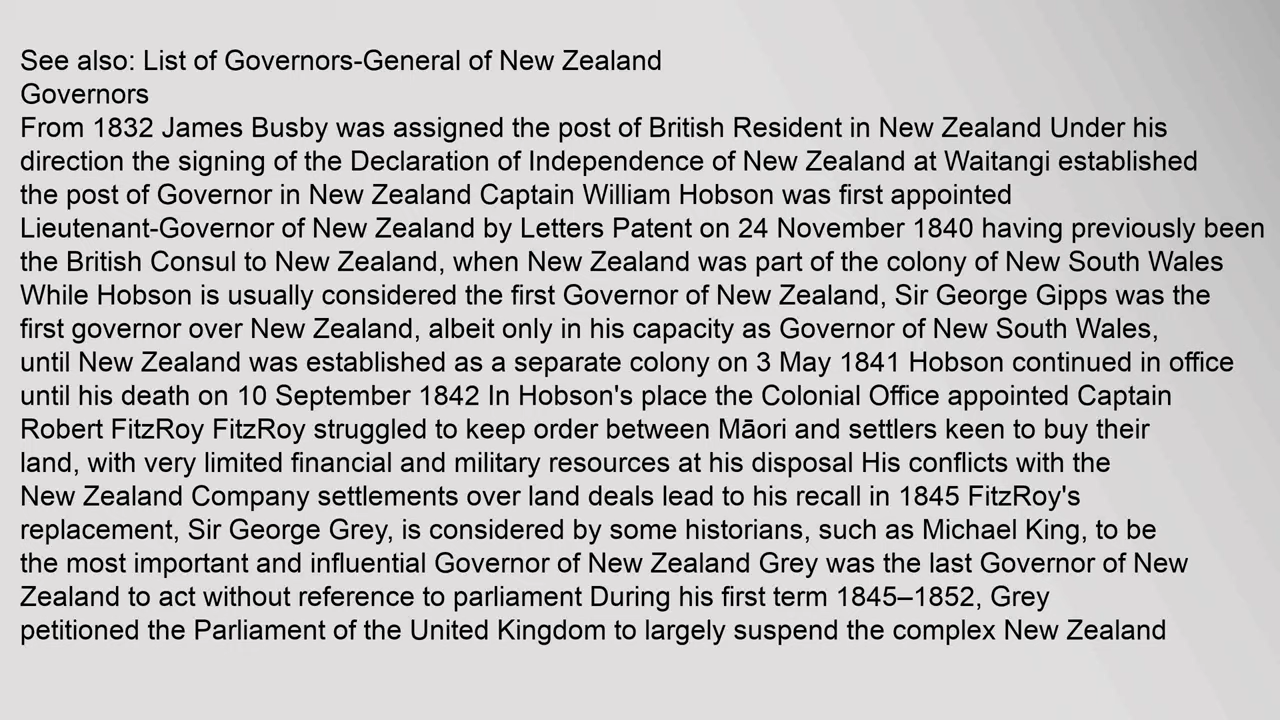 See also: List of Governors-General of New Zealand
Governors
From 1832 James Busby was assigned the post of British Resident in New Zealand Under his
direction the signing of the Declaration of Independence of New Zealand at Waitangi established
the post of Governor in New Zealand Captain William Hobson was first appointed
Lieutenant-Governor of New Zealand by Letters Patent on 24 November 1840 having previously been
the British Consul to New Zealand, when New Zealand was part of the colony of New South Wales
While Hobson is usually considered the first Governor of New Zealand, Sir George Gipps was the
first governor over New Zealand, albeit only in his capacity as Governor of New South Wales,
until New Zealand was established as a separate colony on 3 May 1841 Hobson continued in office
until his death on 10 September 1842 In Hobson's place the Colonial Office appointed Captain
Robert FitzRoy FitzRoy struggled to keep order between Māori and settlers keen to buy their
land, with very limited financial and military resources at his disposal His conflicts with the
New Zealand Company settlements over land deals lead to his recall in 1845 FitzRoy's
replacement, Sir George Grey, is considered by some historians, such as Michael King, to be
the most important and influential Governor of New Zealand Grey was the last Governor of New
Zealand to act without reference to parliament During his first term 1845–1852, Grey
petitioned the Parliament of the United Kingdom to largely suspend the complex New Zealand